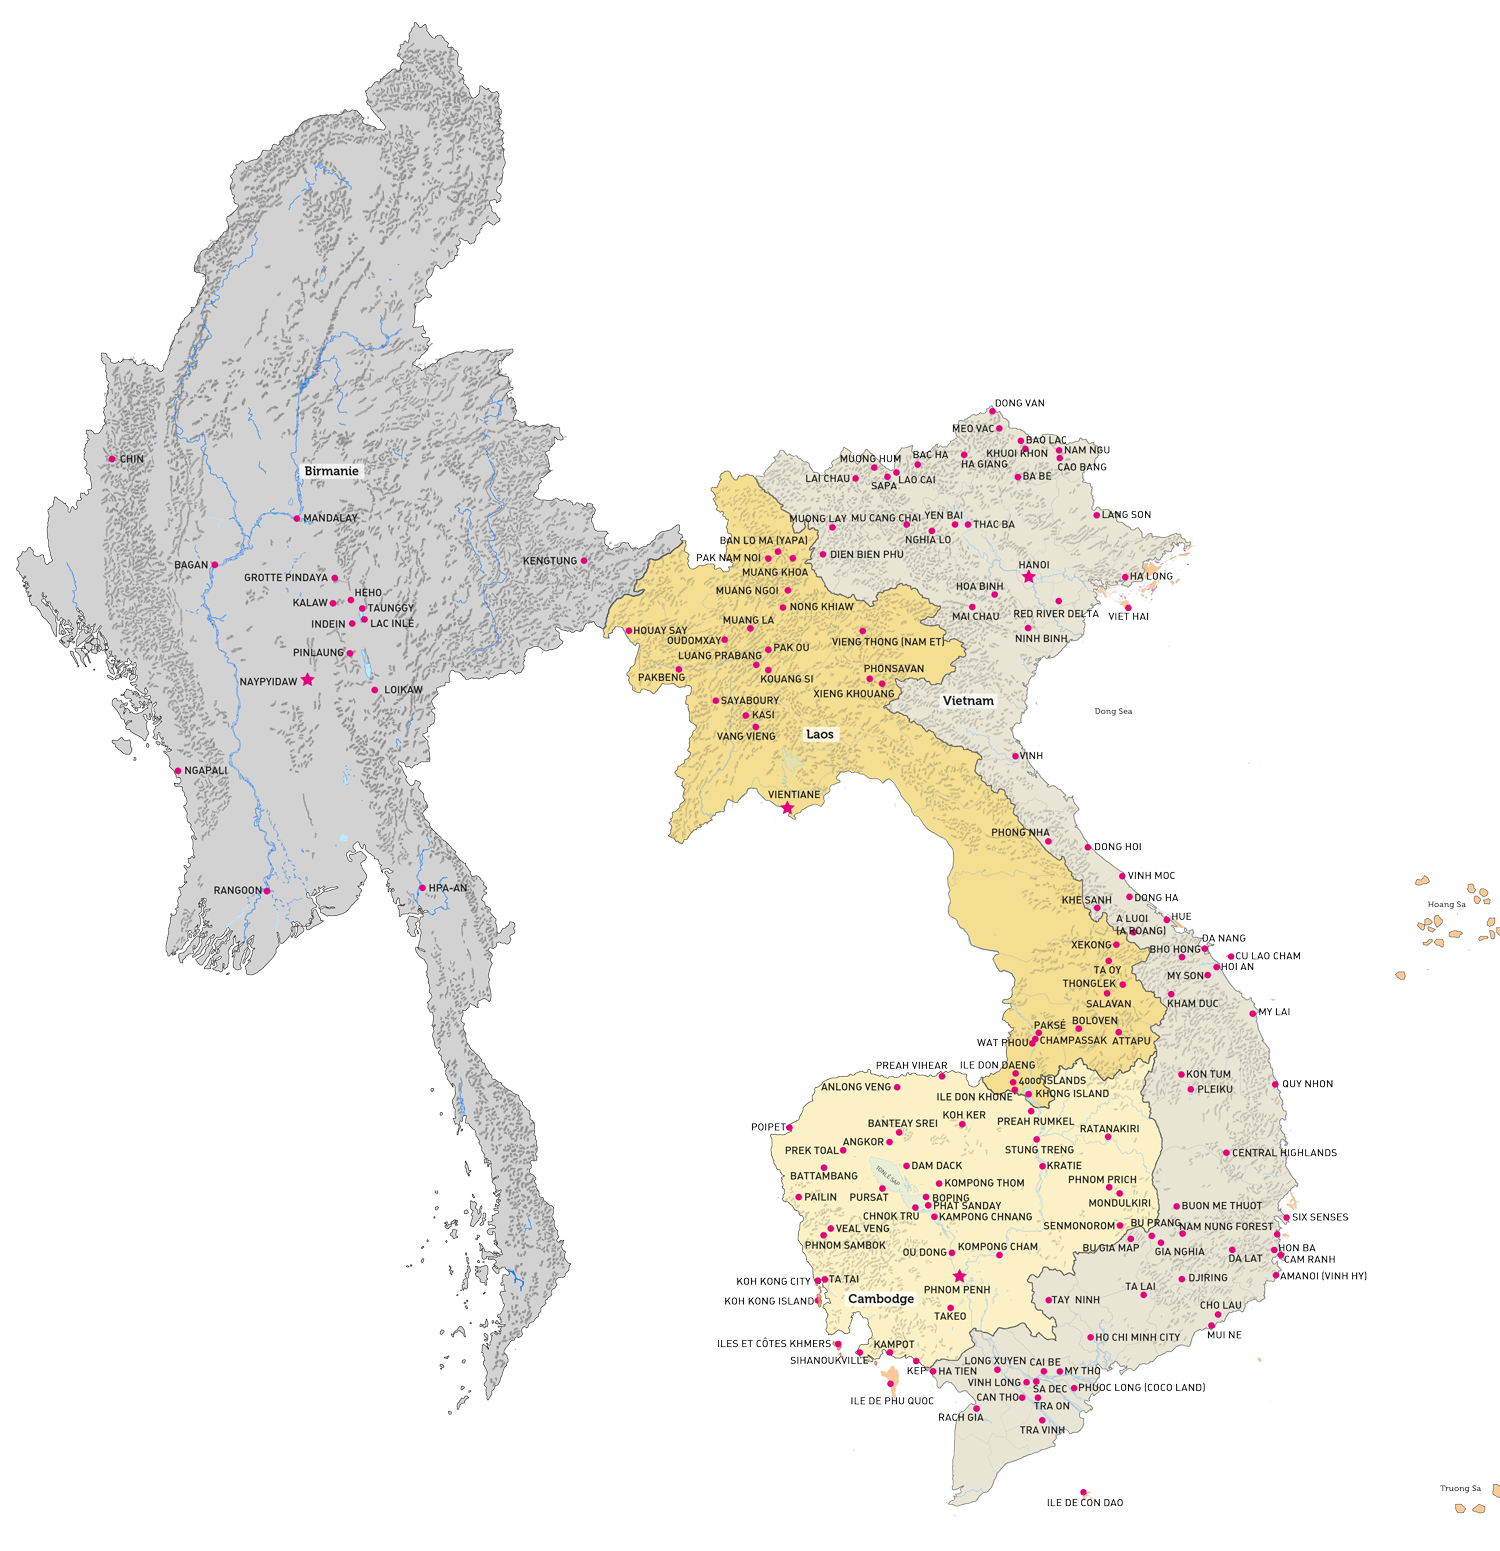 CHIN
Birmanie
MANDALAY
BAGAN
KENGTUNG
GROTTE PINDAYA
HEHO
KALAW
TAUNGGY
INDEIN
LAC INLÉ
PINLAUNG
NAYPYIDAW
LOIKAW
NGAPALI
RANGOON
HPA-AN
DONG VAN
MEO VAC
BAO LAC
KHUOI KHON
NAM NGU
CAO BANG
MUONG HUM
BAC HA
HA GIANG
LAI CHAU
SAPA
LAO CAI
BA BE
LANG SON
MUONG LAY
MU CANG CHAI
YEN BAI
THAC BA
NGHIA LO
DIEN BIEN PHU
HANOI
HA LONG
HOA BINH
MAI CHAU
RED RIVER DELTA
VIET HAI
NINH BINH
Vietnam
Dong Sea
VINH
BAN LO MA (YAPA)
PAK NAM NOI
MUANG KHOA
MUANG NGOI
NONG KHIAW
MUANG LA
HOUAY SAY
OUDOMXAY
VIENG THONG (NAM ET)
LUANG PRABANG
PAK OU
PAKBENG
KOUANG SI
PHONSAVAN
XIENG KHOUANG
SAYABOURY
KASI
VANG VIENG
Laos
VIENTIANE
PHONG NHA
DONG HOI
VINH MOC
DONG HA
KHE SANH
A LUOI
(A ROANG)
HUE
XEKONG
BHO HONG
DA NANG
CU LAO CHAM
TA OY
HOI AN
MY SON
THONGLEK
SALAVAN
KHAM DUC
MY LAI
Hoang Sa
PAKSÉ
BOLOVEN
WAT PHOU
CHAMPASSAK
ATTAPU
ILE DON DAENG
4000 ISLANDS
ILE DON KHONE
KHONG ISLAND
PREAH VIHEAR
ANLONG VENG
KON TUM
PLEIKU
QUY NHON
POIPET
BANTEAY SREI
KOH KER
PREAH RUMKEL
RATANAKIRI
ANGKOR
PREK TOAL
STUNG TRENG
CENTRAL HIGHLANDS
BATTAMBANG
TONLÉ SAP
DAM DACK
KRATIE
PAILIN
PURSAT
KOMPONG THOM
PHNOM PRICH
MONDULKIRI
BOPING
PHAT SANDAY
CHNOK TRU
KAMPONG CHNANG
BUON ME THUOT
SIX SENSES
VEAL VENG
PHNOM SAMBOK
SENMONOROM
BU PRANG
NAM NUNG FOREST
OU DONG
KOMPONG CHAM
BU GIA MAP
GIA NGHIA
DA LAT
HON BA
CAM RANH
KOH KONG CITY
TA TAI
PHNOM PENH
DJIRING
AMANOI (VINH HY)
KOH KONG ISLAND
Cambodge
TAKEO
TAY NINH
TA LAI
CHO LAU
MUI NE
ILES ET CÔTES KHMERS
SIHANOUKVILLE
KAMPOT
KEP
HA TIEN
HO CHI MINH CITY
LONG XUYEN
CAI BE
MY THO
VINH LONG
SA DEC
PHUOC LONG (COCO LAND)
ILE DE PHU QUOC
CAN THO
TRA ON
RACH GIA
TRA VINH
Truong Sa
ILE DE CON DAO